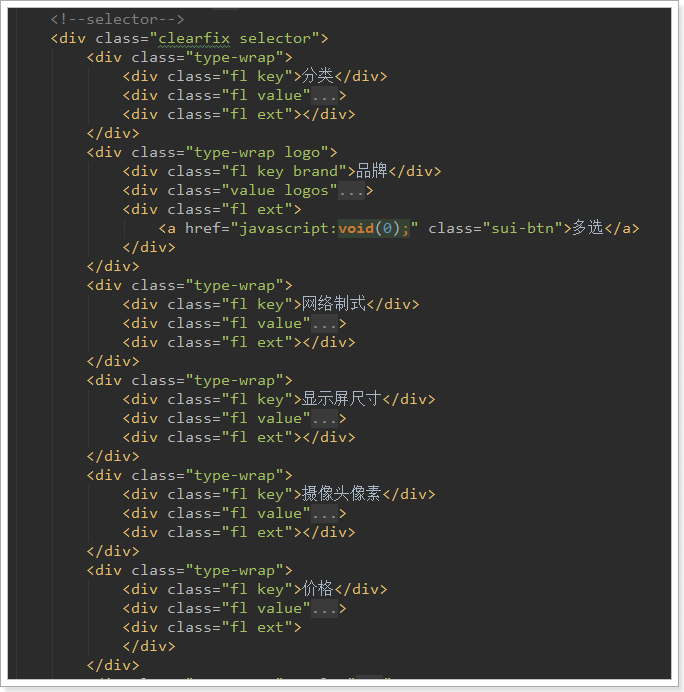 <!--selector-->
<div class="clearfix selector">
<div class="type-wrap">
<div class="fl key">分类</div>
<div class="fl value"...>
<div class="fl ext"></div>
</div>
<div class="type-wrap logo">
<div class="fl key brand">品牌</div>
<div class="value logos"...>
<div class="fl ext">
<a href="javascript:void(0);" class="sui-btn">多选</a>
</div>
</div>
<div class="type-wrap">
<div class="fl key">网络制式</div>
<div class="fl value"...>
<div class="fl ext"></div>
</div>
<div class="type-wrap">
<div class="fl key">显示屏尺寸</div>
<div class="fl value"...>
<div class="fl ext"></div>
</div>
<div class="type-wrap">
<div class="fl key">摄像头像素</div>
<div class="fl value"...>
<div class="fl ext"></div>
</div>
<div class="type-wrap">
<div class="fl key">价格</div>
<div class="fl value"...>
<div class="fl ext">
</div>
</div>